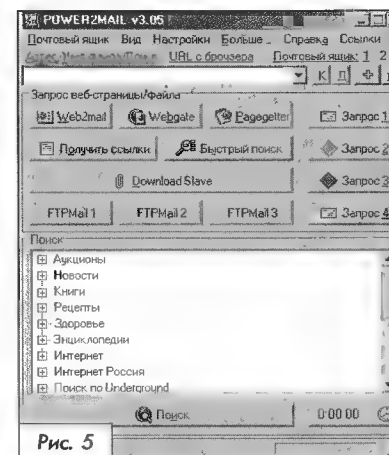 POWER2MAIL v3.05
Почтовый ящик Вид Настройки Больше.. Справка Ссылки
URL с броузера Почтовый ящик: 1 2
К Д
Запрос веб-страницы/Файла
Web2mail Webgate Pagegetter Запрос 1
Получить ссылки Быстрый поиск Запрос 2
Download Slave Запрос 3
FTPMail 1 FTPMail 2 FTPMail 3 Запрос 4
Поиск
Аукционы
Новости
Книги
Рецепты
Здоровье
Энциклопедии
Интернет
Интернет Россия
Поиск по Underground
Поиск 0:00:00
Рис. 5